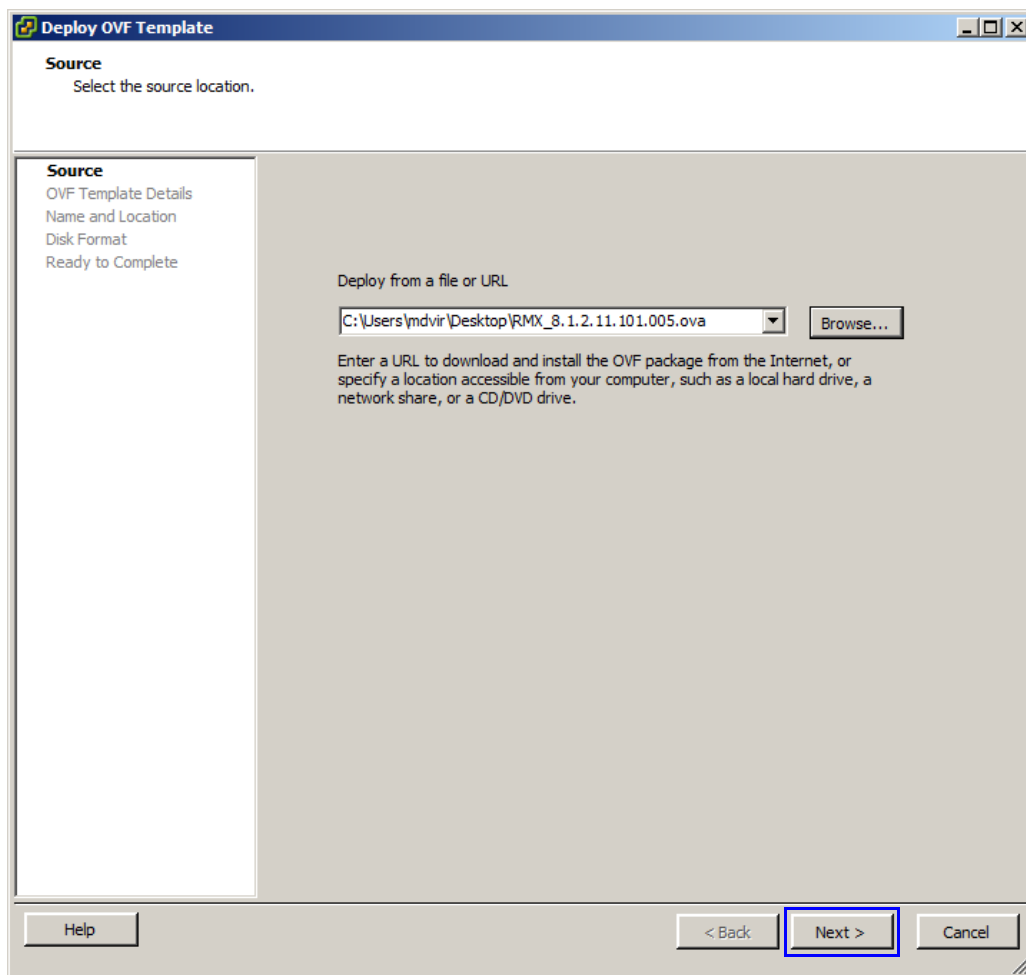 Deploy OVF Template
Source
Select the source location.
Source
OVF Template Details
Name and Location
Disk Format
Ready to Complete
Deploy from a file or URL
C:\Users\mdvir\Desktop\RMX_8.1.2.11.101.005.ova
Browse...
Enter a URL to download and install the OVF package from the Internet, or
specify a location accessible from your computer, such as a local hard drive, a
network share, or a CD/DVD drive.
Help
< Back
Next >
Cancel